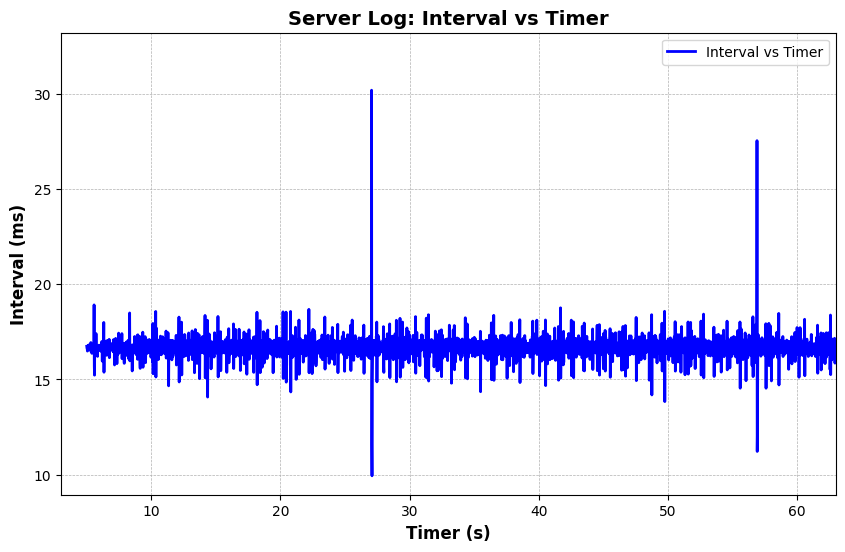 Server Log: Interval vs Timer
Interval vs Timer
30
25
20
15
10
Interval (ms)
10 20 30 40 50 60
Timer (s)